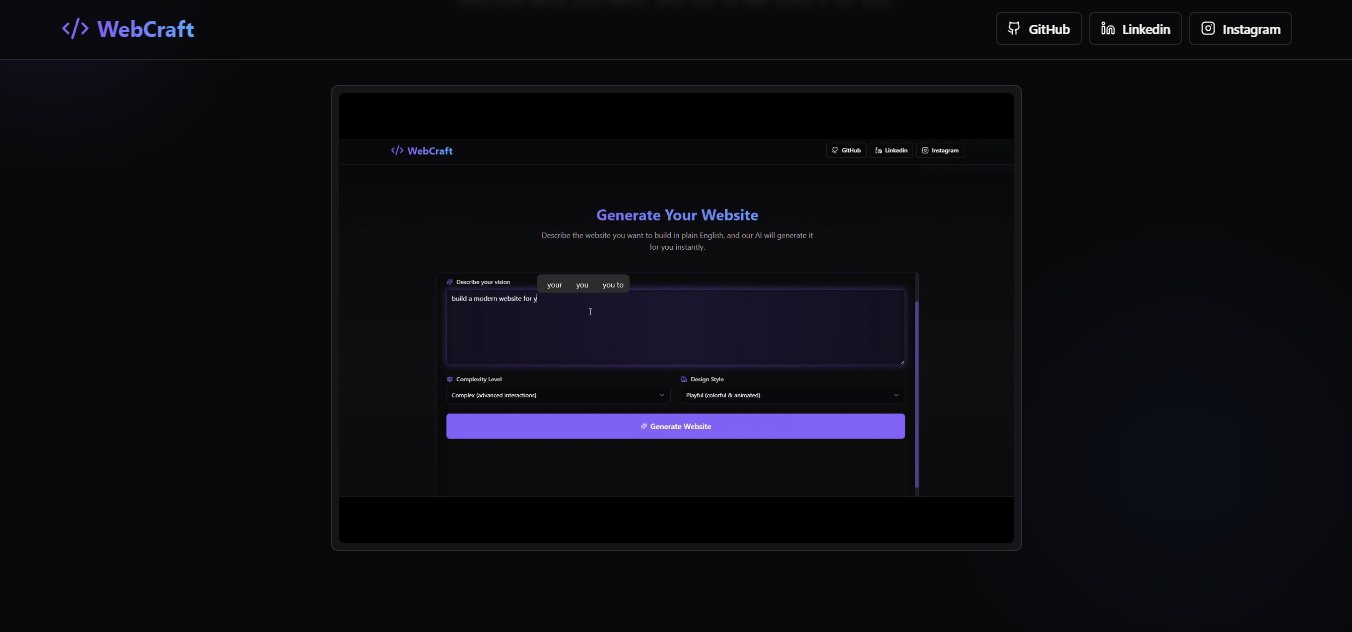 </> WebCraft
GitHub
Linkedin
Instagram
</> WebCraft
GitHub
Linkedin
Instagram
Generate Your Website
Describe the website you want to build in plain English, and our AI will generate it
for you instantly.
Describe your vision
your you you to
build a modern website for y
Complexity Level
Design Style
Complex (advanced interactions)
Playful (colorful & animated)
Generate Website